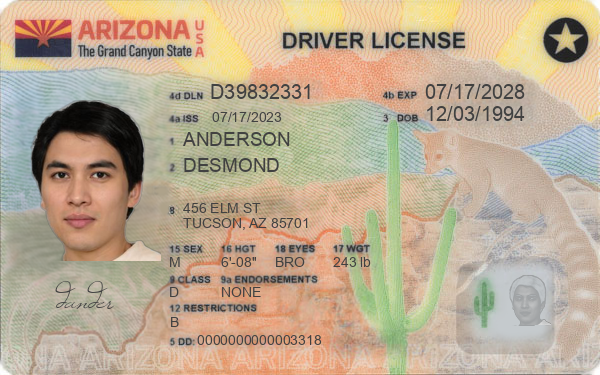 ARIZONA USA
The Grand Canyon State
DRIVER LICENSE
4d DLN D39832331
4b EXP 07/17/2028
4a ISS 07/17/2023
3 DOB 12/03/1994
1 ANDERSON
2 DESMOND
8 456 ELM ST
TUCSON, AZ 85701
15 SEX 16 HGT 18 EYES 17 WGT
M 6'-08" BRO 243 lb
9 CLASS 9a ENDORSEMENTS
D NONE
12 RESTRICTIONS
B
5 DD: 0000000000003318
ARIZONA ARIZONA ARIZONA ARIZONA